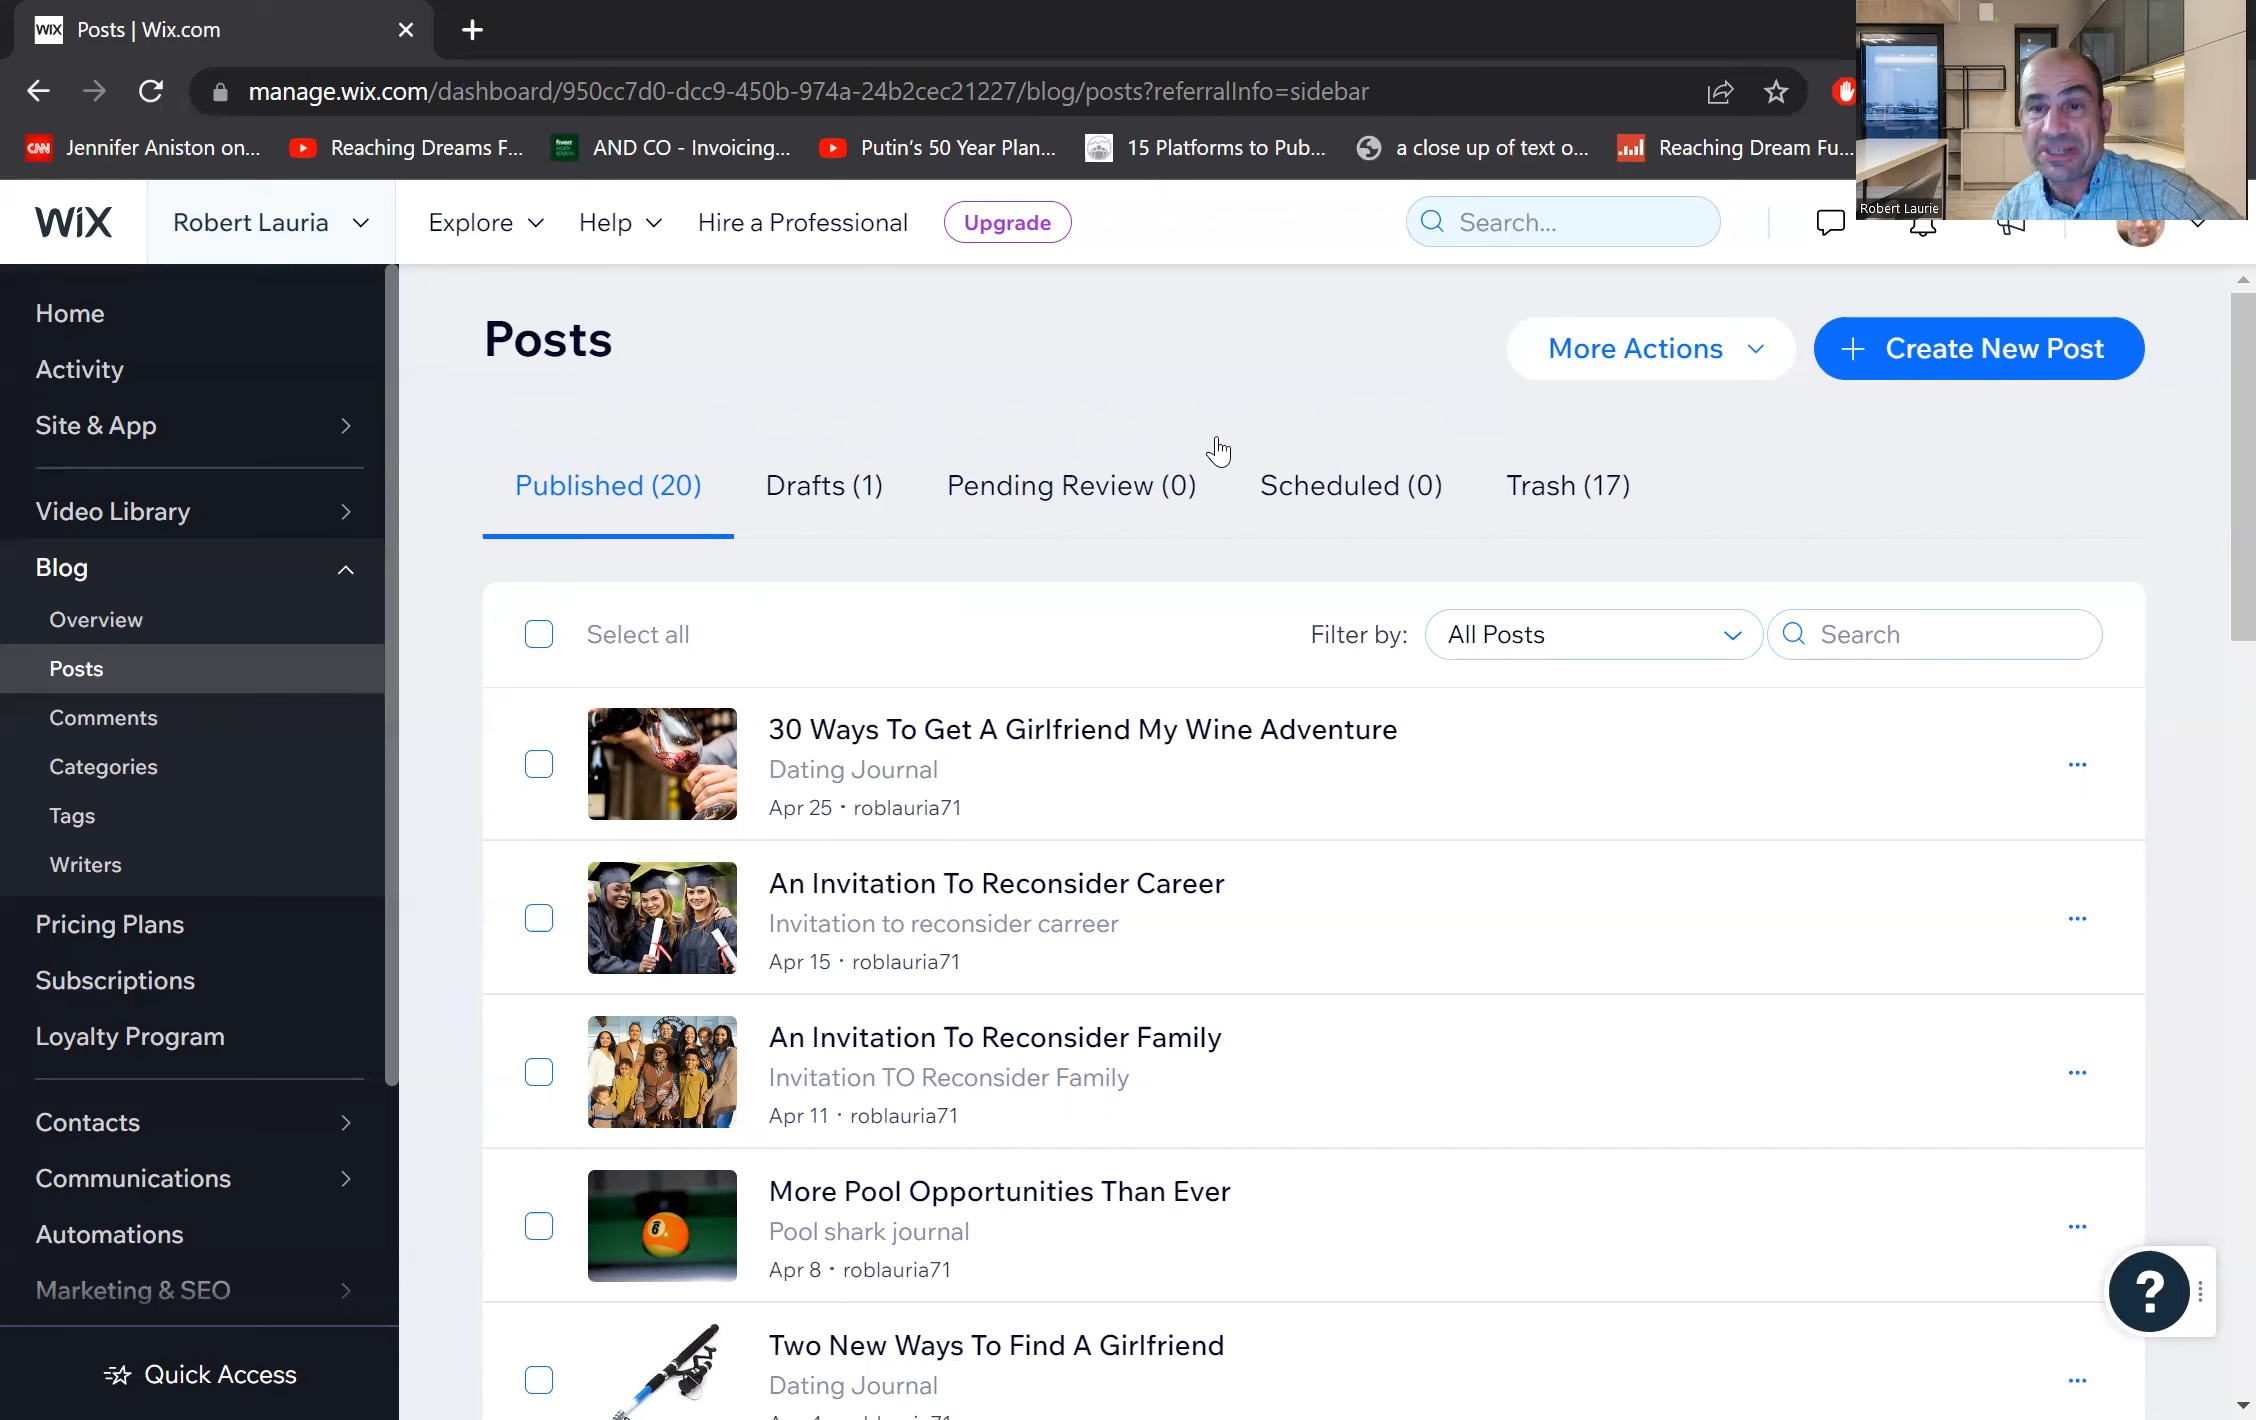 WiX Posts | Wix.com
manage.wix.com/dashboard/950cc7d0-dcc9-450b-974a-24b2cec21227/blog/posts?referralInfo=sidebar
CNN Jennifer Aniston on... Reaching Dreams F... AND CO - Invoicing... Putin's 50 Year Plan... 15 Platforms to Pub... a close up of text o... Reaching Dream Fu...
Robert Laurie
WiX Robert Lauria Explore Help Hire a Professional Upgrade Search...
Home
Activity
Site & App
Video Library
Blog
Overview
Posts
Comments
Categories
Tags
Writers
Pricing Plans
Subscriptions
Loyalty Program
Contacts
Communications
Automations
Marketing & SEO
Quick Access
Posts
More Actions
+ Create New Post
Published (20) Drafts (1) Pending Review (0) Scheduled (0) Trash (17)
Select all Filter by: All Posts Search
30 Ways To Get A Girlfriend My Wine Adventure
Dating Journal
Apr 25 • roblauria71
An Invitation To Reconsider Career
Invitation to reconsider carreer
Apr 15 • roblauria71
An Invitation To Reconsider Family
Invitation TO Reconsider Family
Apr 11 • roblauria71
6
More Pool Opportunities Than Ever
Pool shark journal
Apr 8 • roblauria71
Two New Ways To Find A Girlfriend
Dating Journal
?